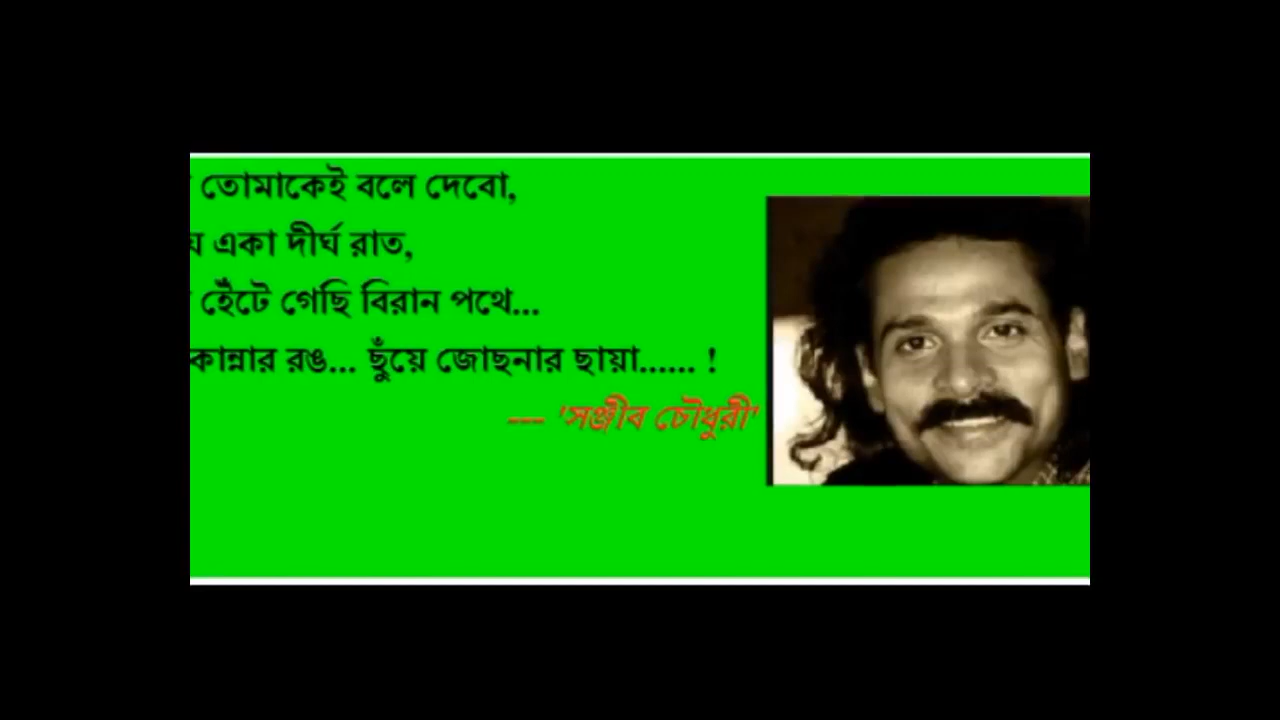 তোমাকেই বলে দেবো,
একা দীর্ঘ রাত,
হেঁটে গেছি বিরান পথে...
কান্নার রঙ... ছুঁয়ে জোছনার ছায়া...... !
--- 'সঞ্জীব চৌধুরী'